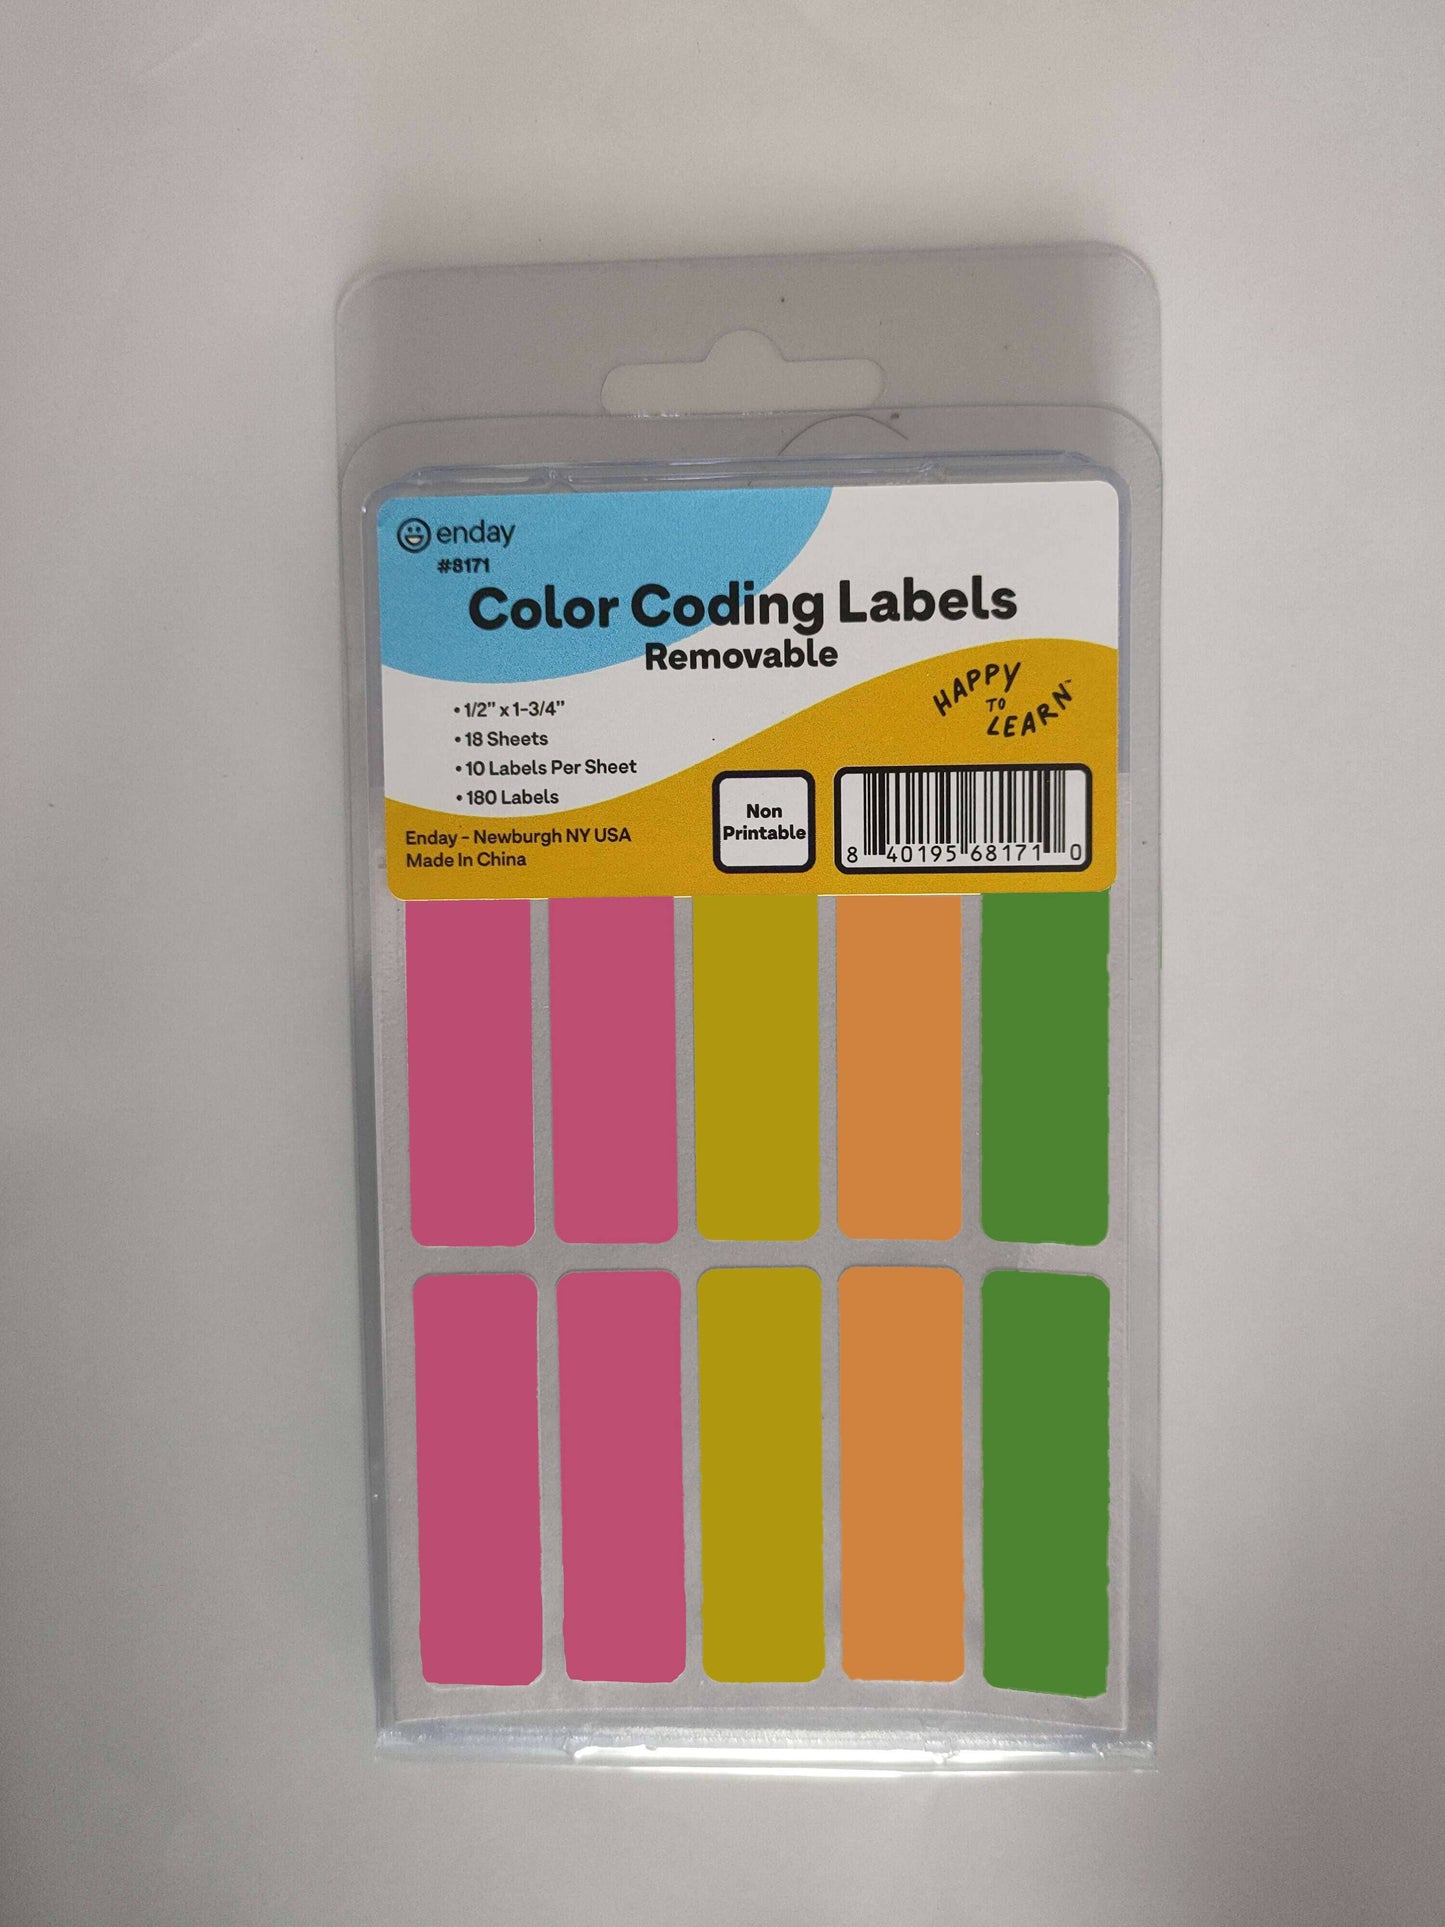 enday
#8171
Color Coding Labels
Removable
• 1/2" x 1-3/4"
• 18 Sheets
• 10 Labels Per Sheet
• 180 Labels
Enday - Newburgh NY USA
Made In China
HAPPY
TO
LEARN™
Non
Printable
8 40195 68171 0